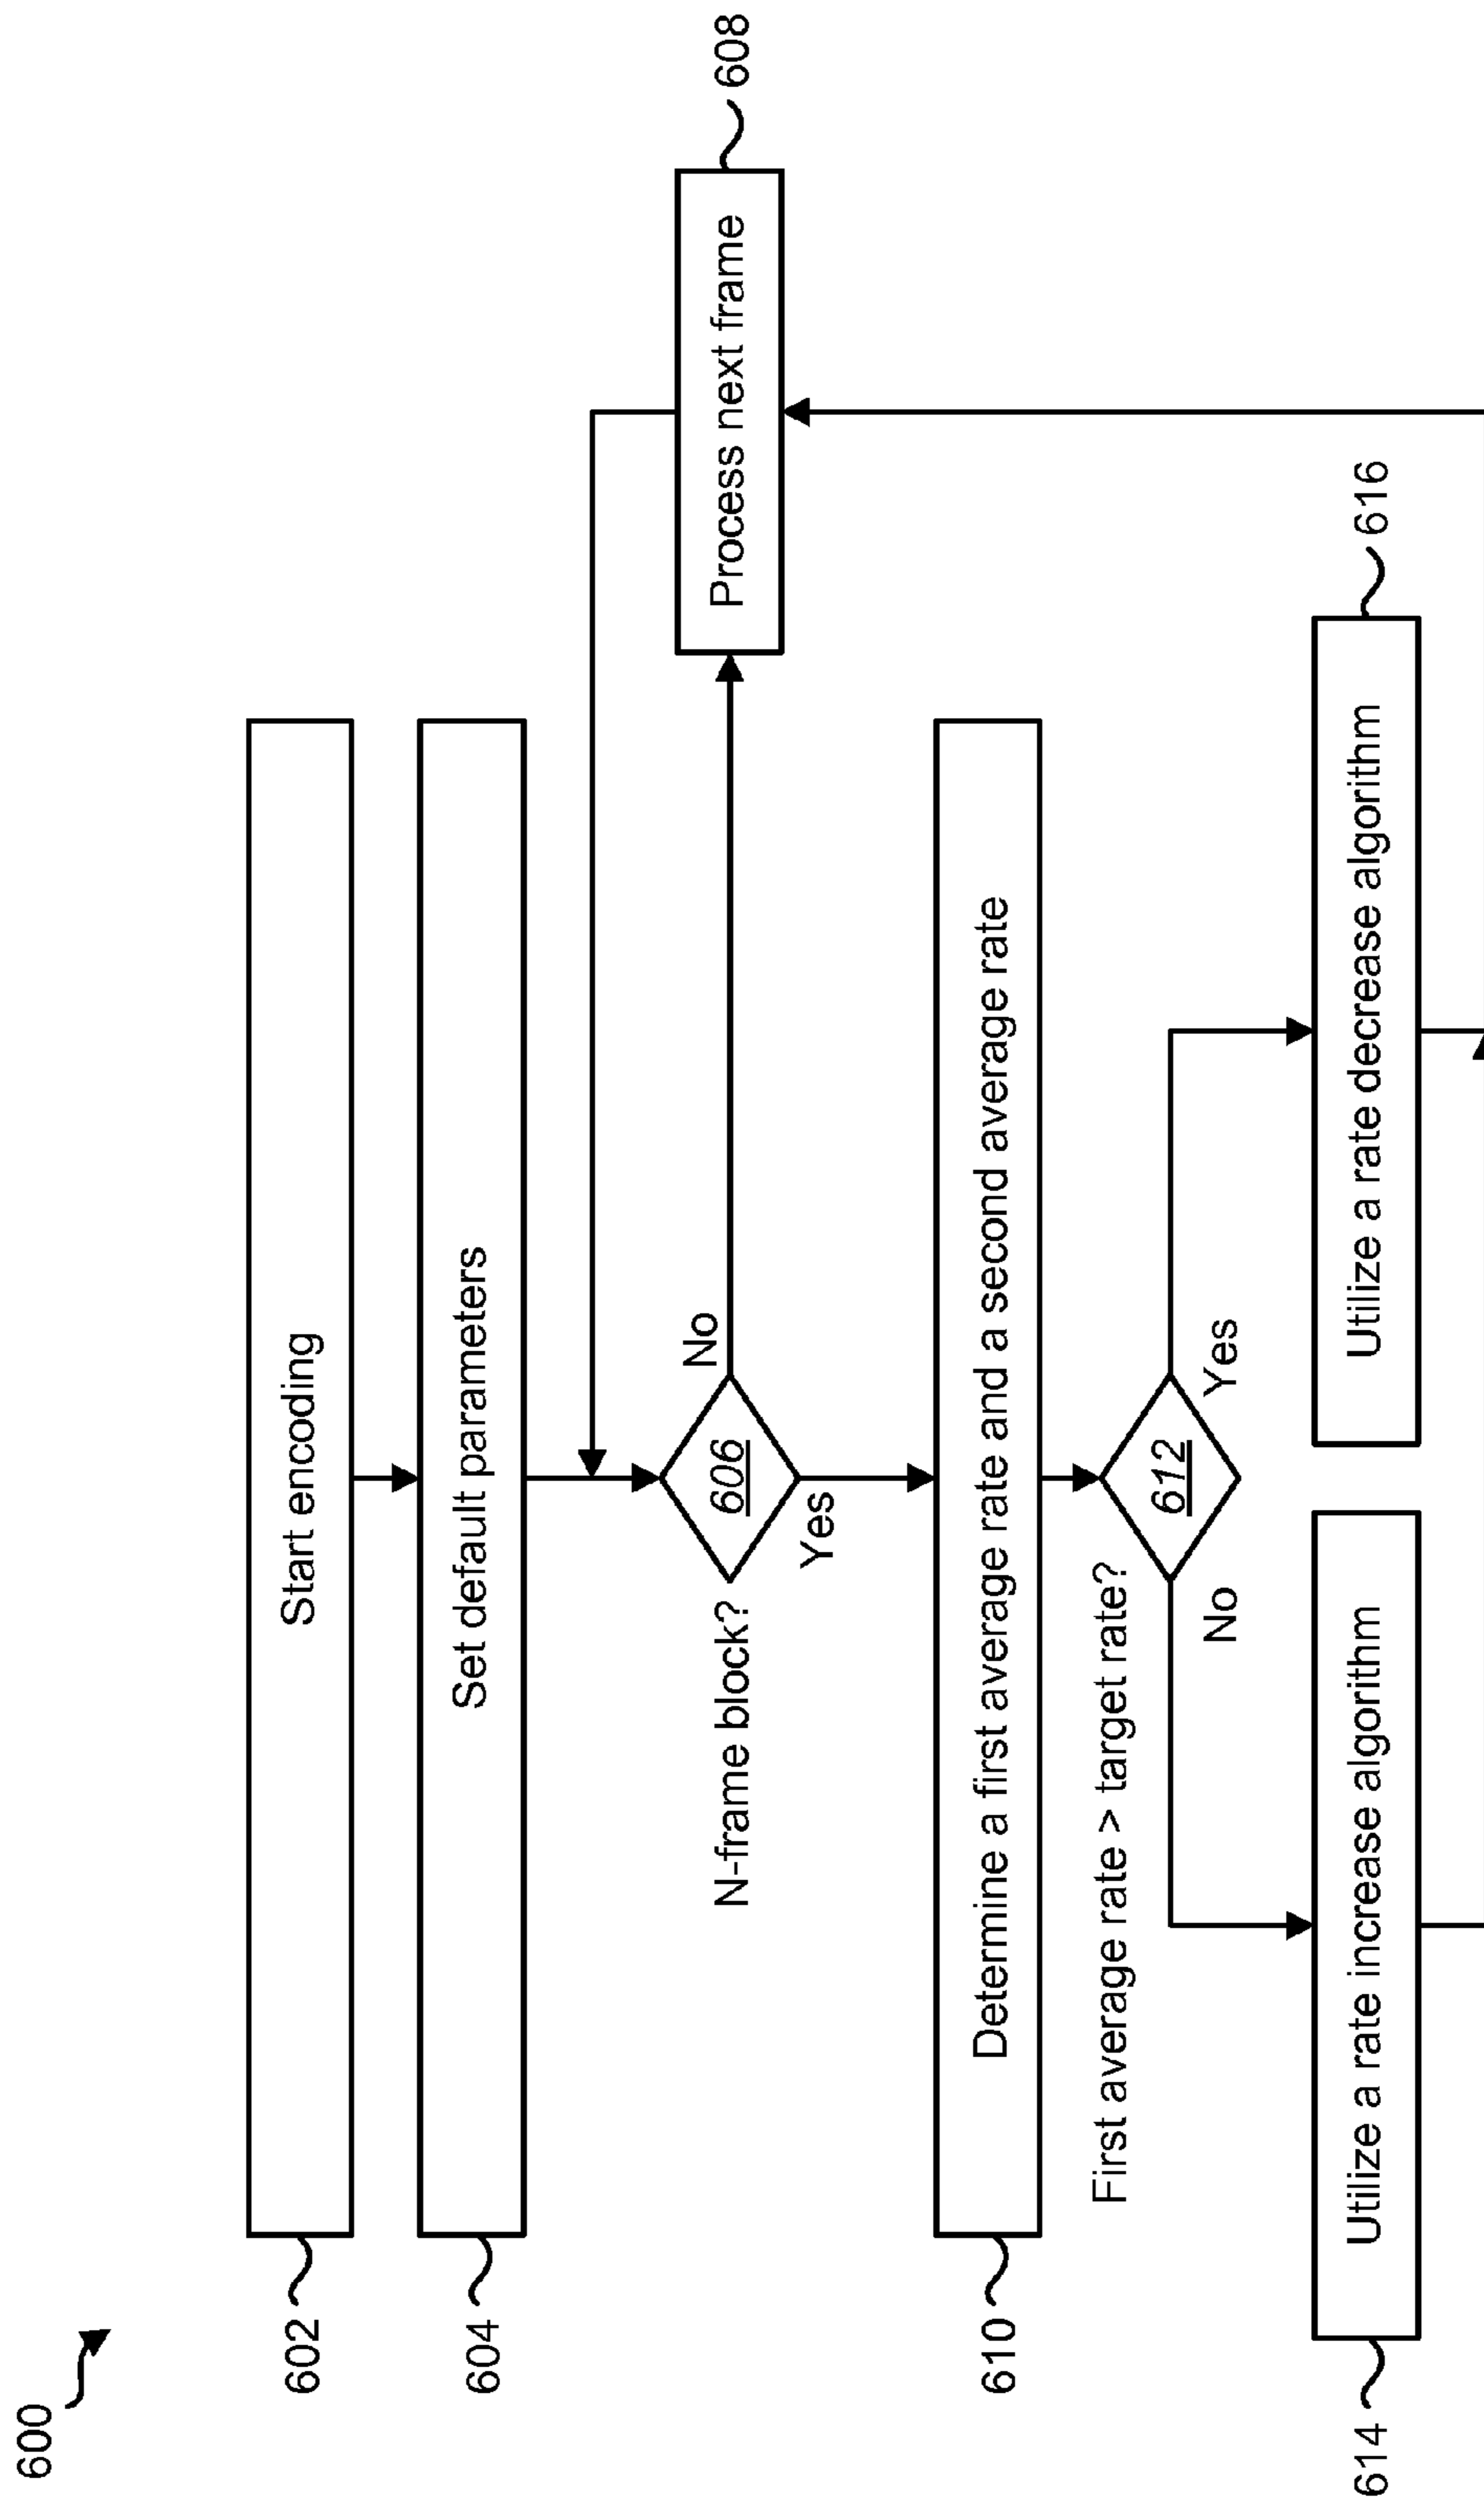 600
602
Start encoding
604
Set default parameters
N-frame block?
606
No
Yes
Process next frame
608
610
Determine a first average rate and a second average rate
First average rate > target rate?
612
No
Yes
614
Utilize a rate increase algorithm
Utilize a rate decrease algorithm
616